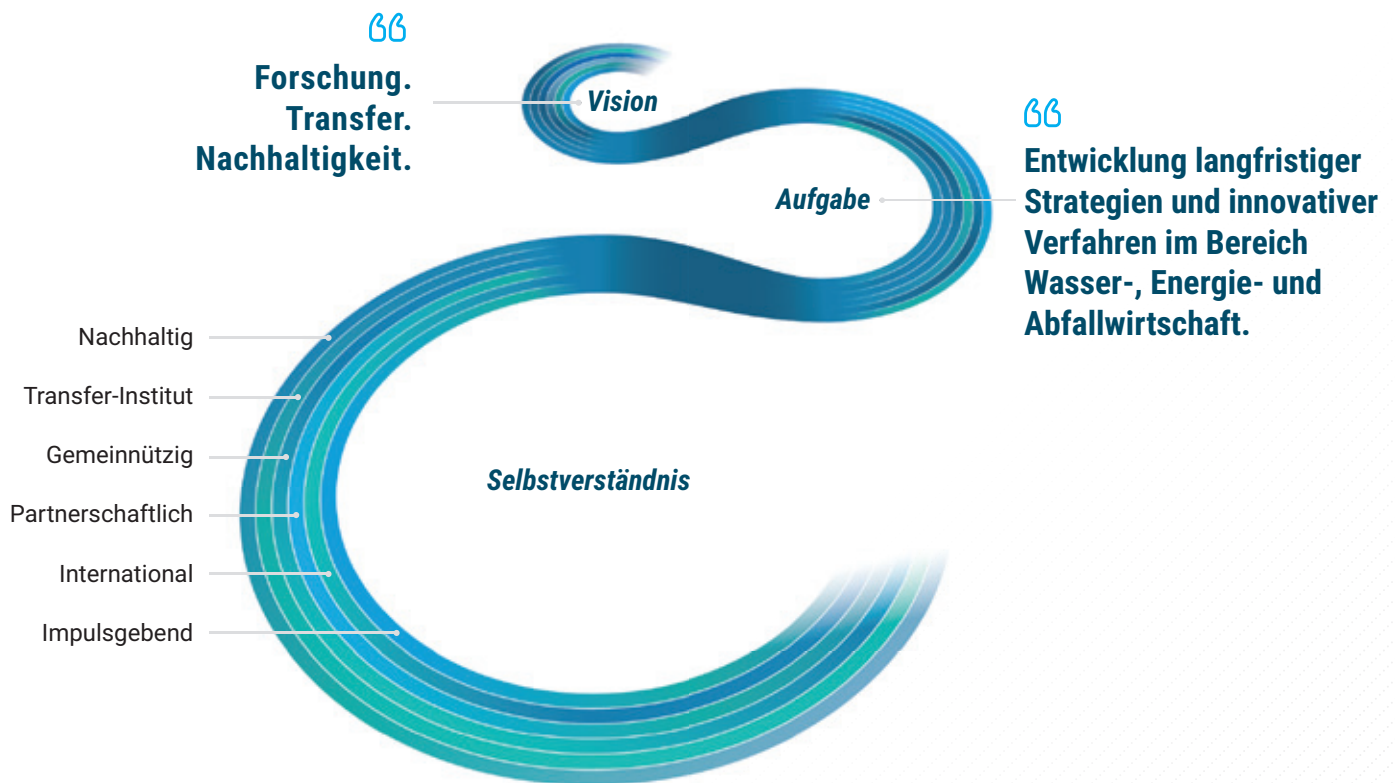 Forschung.
Transfer.
Nachhaltigkeit.
Vision
Entwicklung langfristiger
Strategien und innovativer
Verfahren im Bereich
Wasser-, Energie- und
Abfallwirtschaft.
Aufgabe
Nachhaltig
Transfer-Institut
Gemeinnützig
Partnerschaftlich
International
Impulsgebend
Selbstverständnis